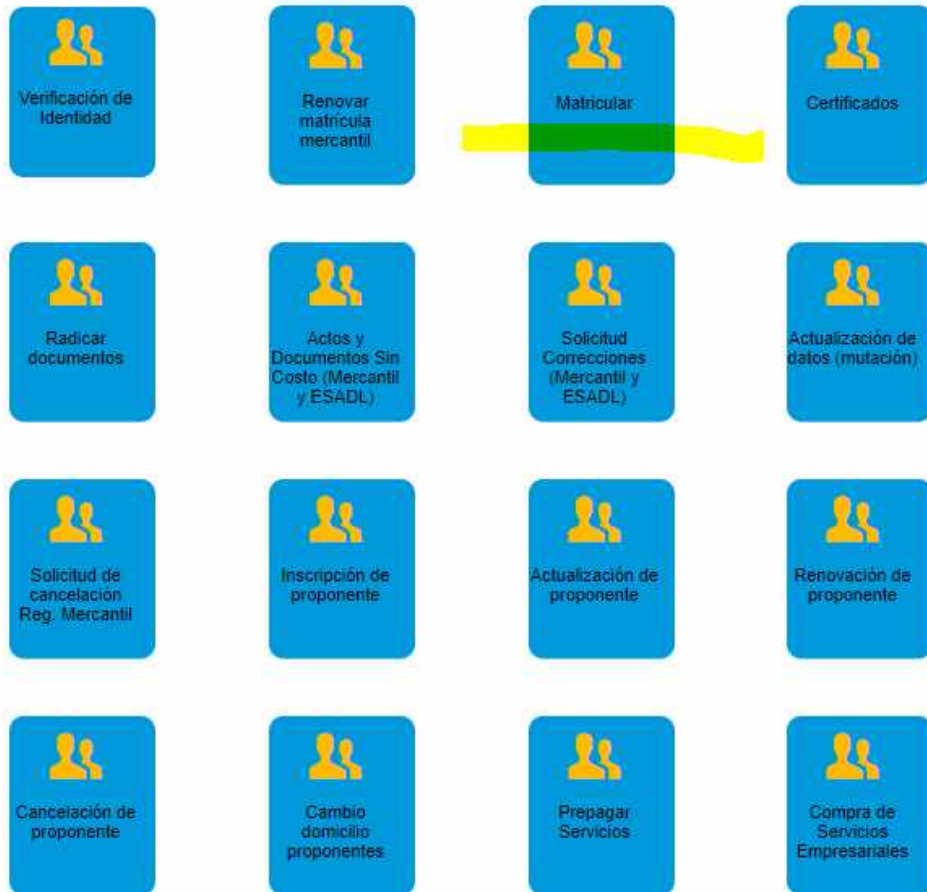 Verificación de
Identidad
Renovar
matrícula
mercantil
Matricular
Certificados
Radicar
documentos
Actos y
Documentos Sin
Costo (Mercantil
y ESADL)
Solicitud
Correcciones
(Mercantil y
ESADL)
Actualización de
datos (mutación)
Solicitud de
cancelación
Reg. Mercantil
Inscripción de
proponente
Actualización de
proponente
Renovación de
proponente
Cancelación de
proponente
Cambio
domicilio
proponentes
Prepagar
Servicios
Compra de
Servicios
Empresariales